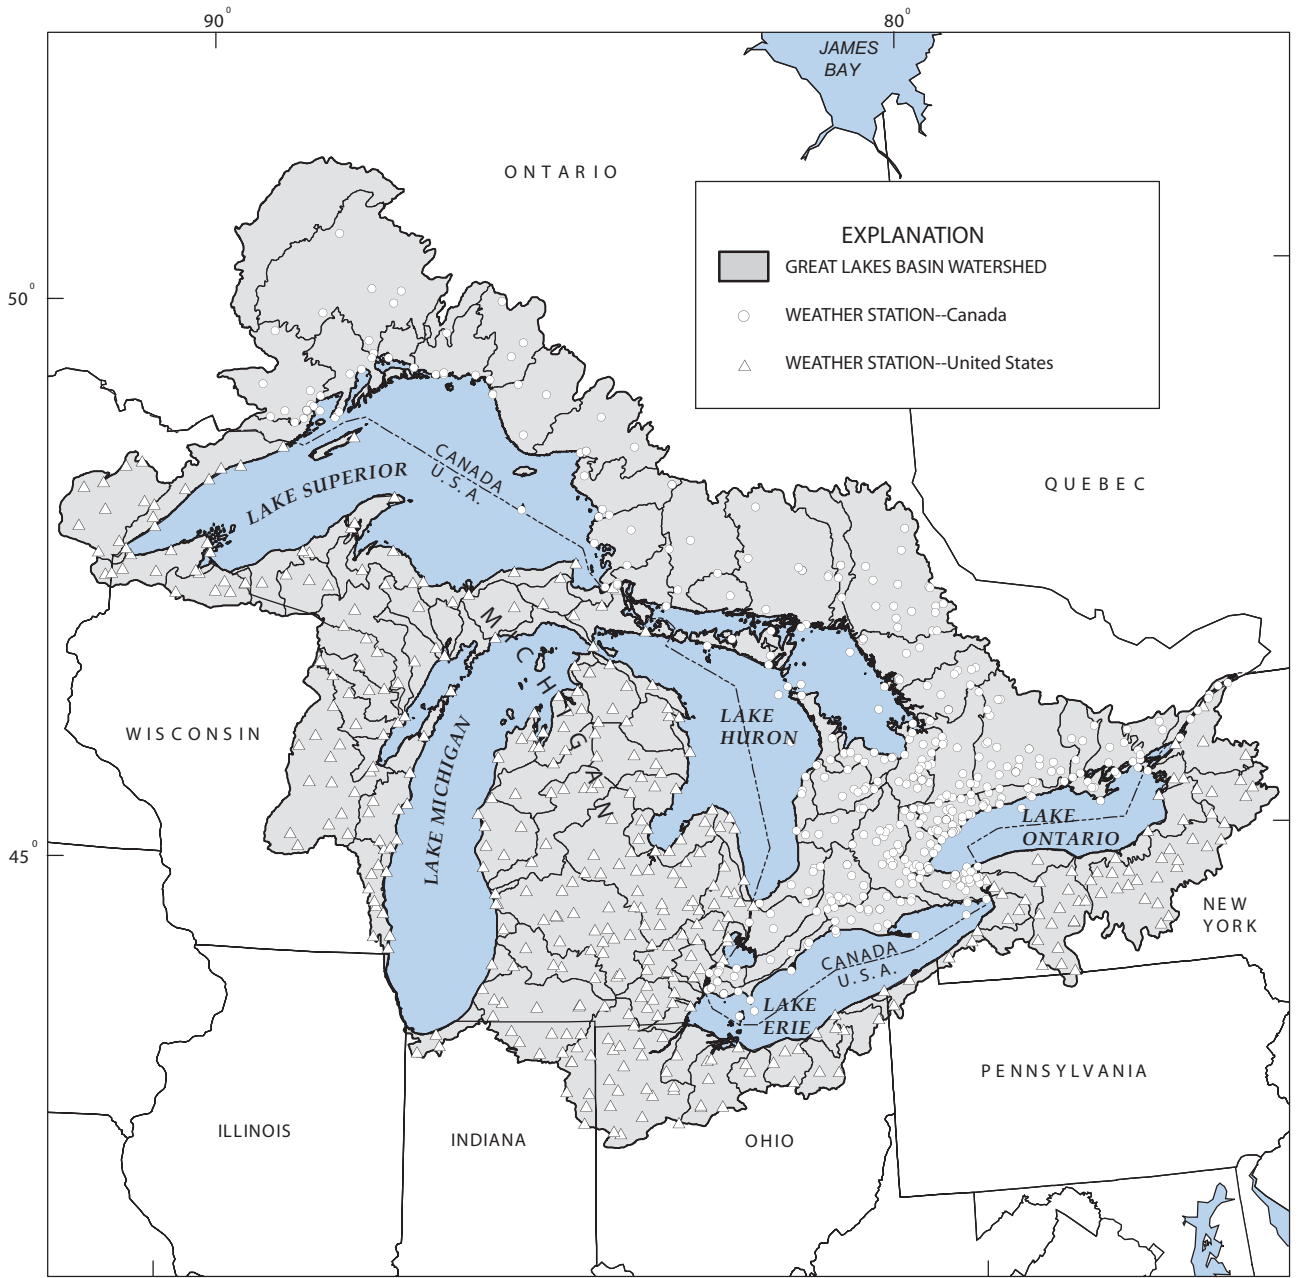 90°
80°
JAMES
BAY
ONTARIO
EXPLANATION
GREAT LAKES BASIN WATERSHED
50°
WEATHER STATION--Canada
WEATHER STATION--United States
CANADA
U.S.A.
LAKE SUPERIOR
QUEBEC
MICHIGAN
WISCONSIN
LAKE
HURON
LAKE MICHIGAN
LAKE
ONTARIO
45°
NEW
YORK
CANADA
U.S.A.
LAKE
ERIE
PENNSYLVANIA
ILLINOIS
INDIANA
OHIO